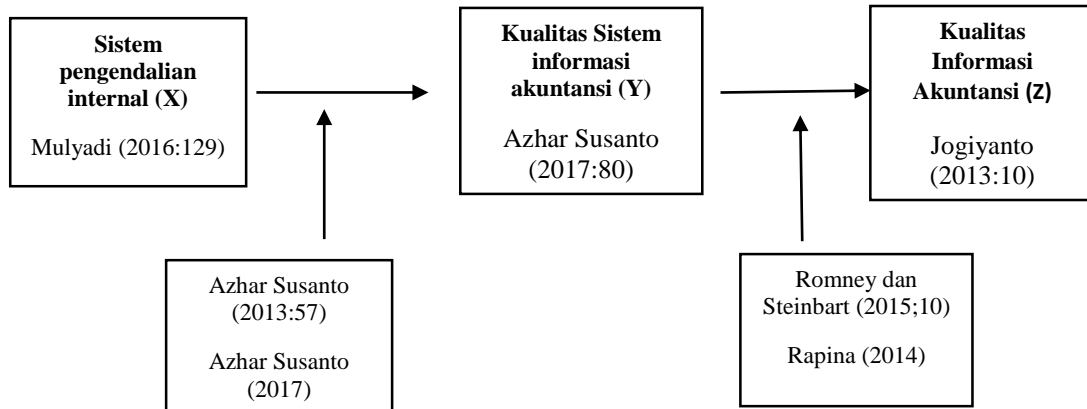 Sistem
pengendalian
internal (X)
Mulyadi (2016:129)
Kualitas Sistem
informasi
akuntansi (Y)
Azhar Susanto
(2017:80)
Kualitas
Informasi
Akuntansi (Z)
Jogiyanto
(2013:10)
Azhar Susanto
(2013:57)
Azhar Susanto
(2017)
Romney dan
Steinbart (2015;10)
Rapina (2014)